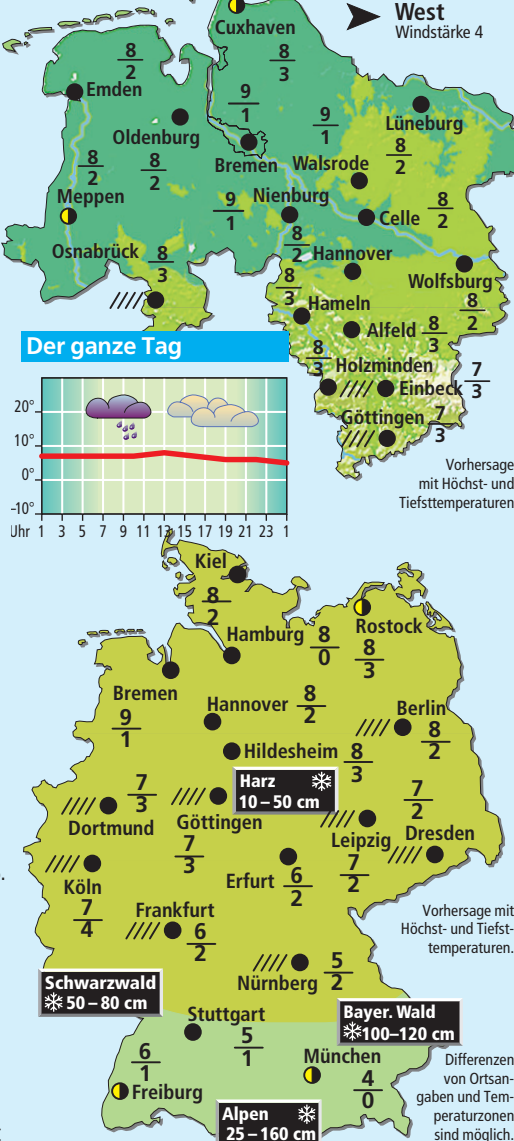 West
Windstärke 4
Cuxhaven
8
2
8
3
Emden
9
1
9
1
Lüneburg
Oldenburg
8
2
Bremen
Walsrode
8
2
8
2
Meppen
9
1
Nienburg
8
2
Celle
Osnabrück
8
3
8
2
Hannover
8
3
Wolfsburg
8
2
Hameln
Alfeld
8
3
8
3
Holzminden
7
3
Einbeck
Göttingen
7
3
Der ganze Tag
20°
10°
0°
–10°
Uhr 1 3 5 7 9 11 13 15 17 19 21 23 1
Vorhersage
mit Höchst- und
Tiefsttemperaturen
Kiel
8
2
Hamburg
8
0
Rostock
8
3
Bremen
9
1
Hannover
8
2
Berlin
8
2
Hildesheim
8
3
Harz
10–50 cm
7
3
Dortmund
Göttingen
7
3
7
2
Leipzig
Dresden
7
2
Köln
7
4
Erfurt
6
2
Frankfurt
6
2
Vorhersage mit
Höchst- und Tiefst-
temperaturen.
Nürnberg
5
2
Schwarzwald
50–80 cm
Stuttgart
5
1
Bayer. Wald
100–120 cm
6
1
Freiburg
München
4
0
Alpen
25–160 cm
Differenzen
von Ortsan-
gaben und Tem-
peraturzonen
sind möglich.